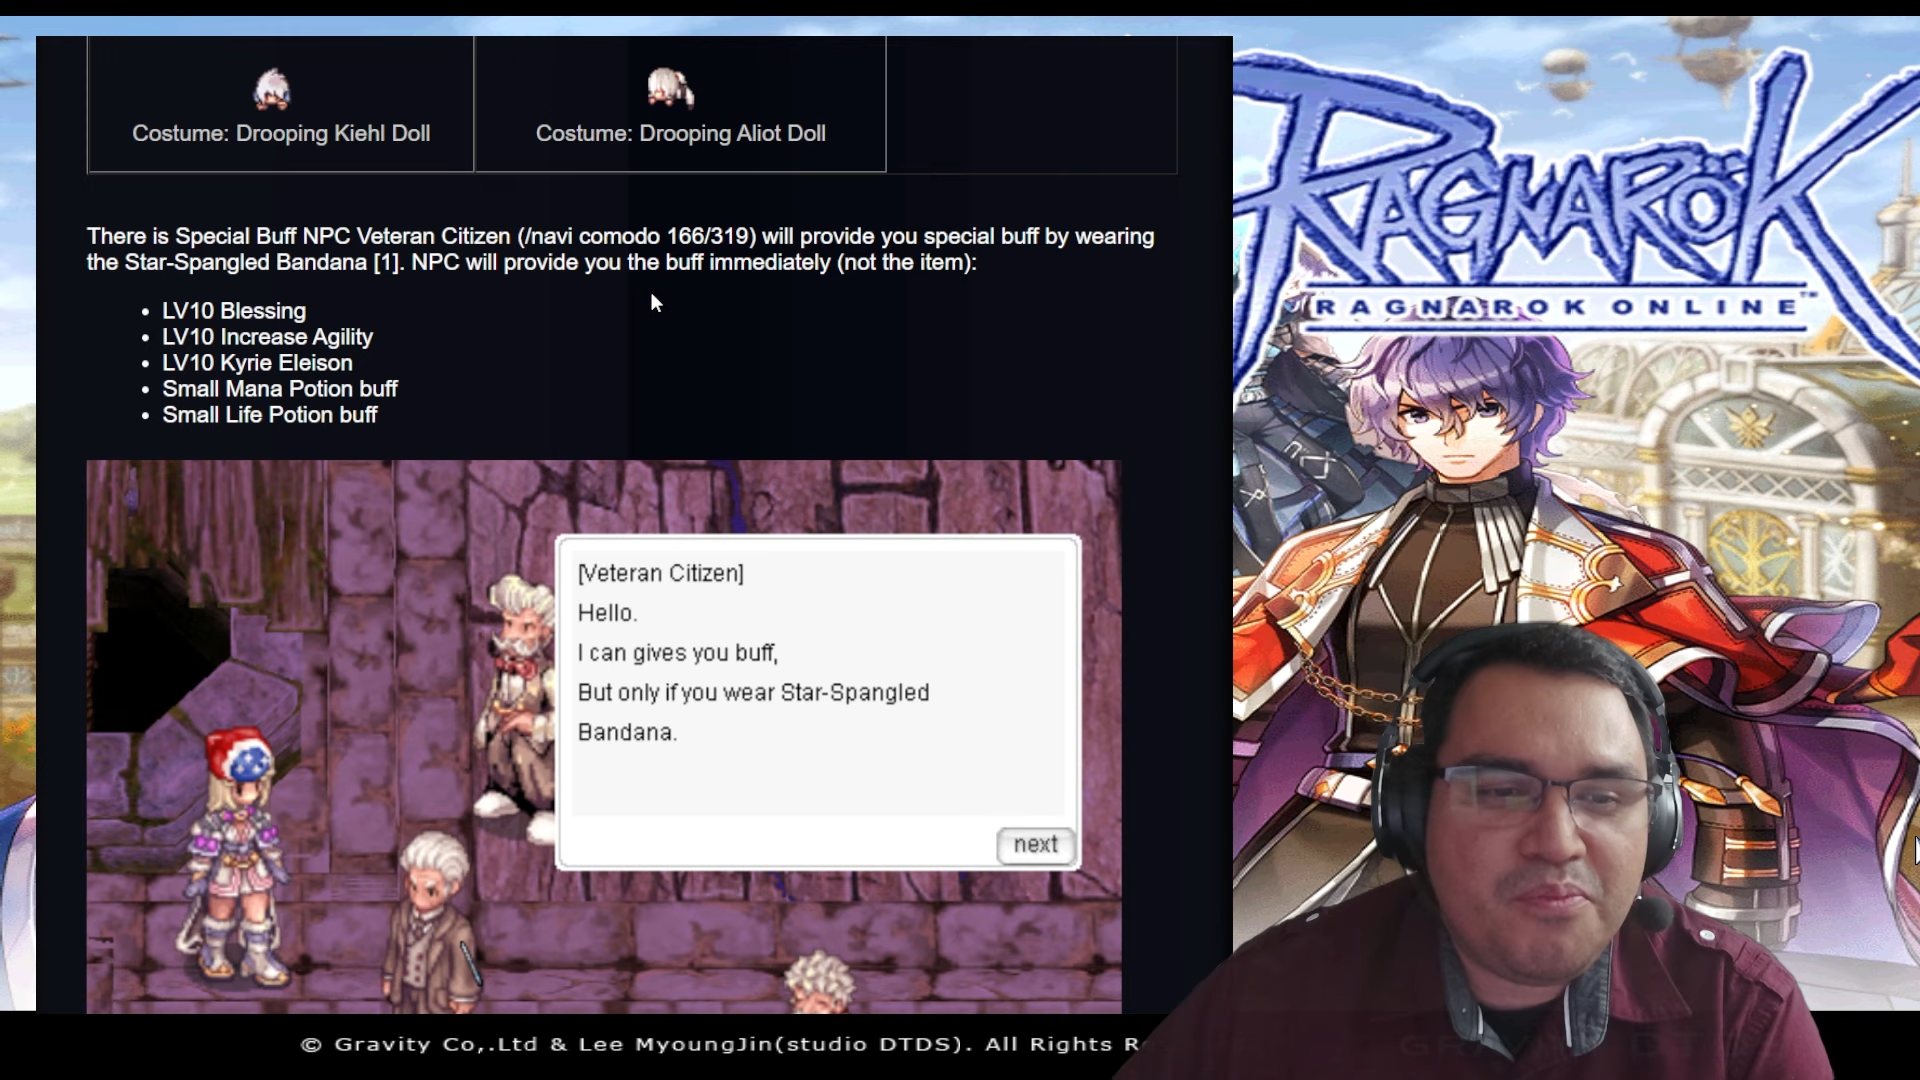 Costume: Drooping Kiehl Doll
Costume: Drooping Aliot Doll
There is Special Buff NPC Veteran Citizen (/navi comodo 166/319) will provide you special buff by wearing
the Star-Spangled Bandana [1]. NPC will provide you the buff immediately (not the item):
• LV10 Blessing
• LV10 Increase Agility
• LV10 Kyrie Eleison
• Small Mana Potion buff
• Small Life Potion buff
[Veteran Citizen]
Hello.
I can gives you buff,
But only if you wear Star-Spangled
Bandana.
next
RAGNARÖK
RAGNAROK ONLINE™
© Gravity Co,.Ltd & Lee MyoungJin(studio DTDS). All Rights